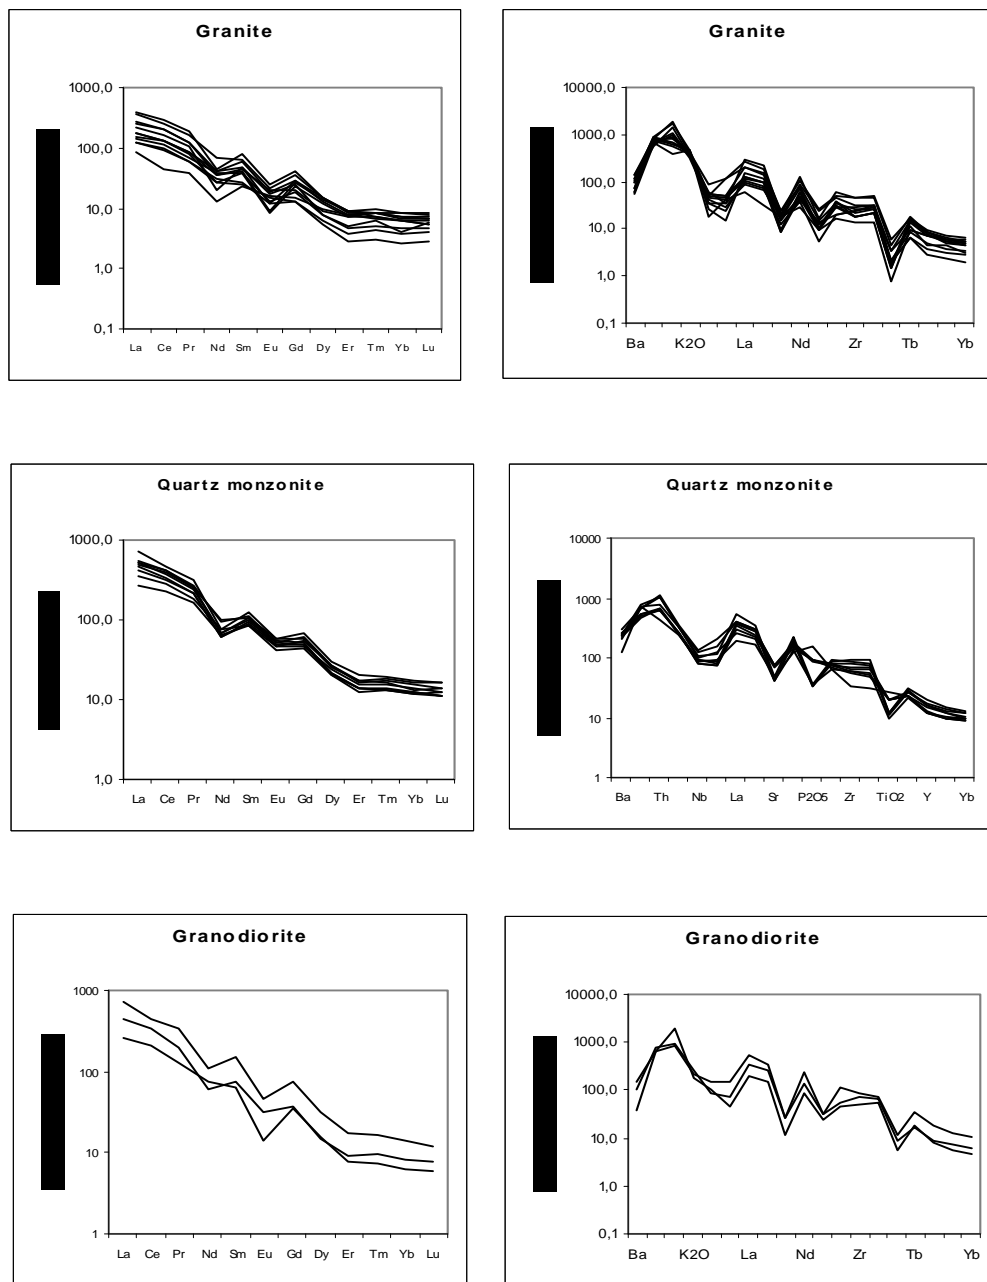 Granite
1000,0
100,0
10,0
1,0
0,1
La Ce Pr Nd Sm Eu Gd Dy Er Tm Yb Lu
Granite
10000,0
1000,0
100,0
10,0
1,0
0,1
Ba K2O La Nd Zr Tb Yb
Quartz monzonite
1000,0
100,0
10,0
1,0
La Ce Pr Nd Sm Eu Gd Dy Er Tm Yb Lu
Quartz monzonite
10000
1000
100
10
1
Ba Th Nb La Sr P2O5 Zr TiO2 Y Yb
Granodiorite
1000
100
10
1
La Ce Pr Nd Sm Eu Gd Dy Er Tm Yb Lu
Granodiorite
10000,0
1000,0
100,0
10,0
1,0
0,1
Ba K2O La Nd Zr Tb Yb